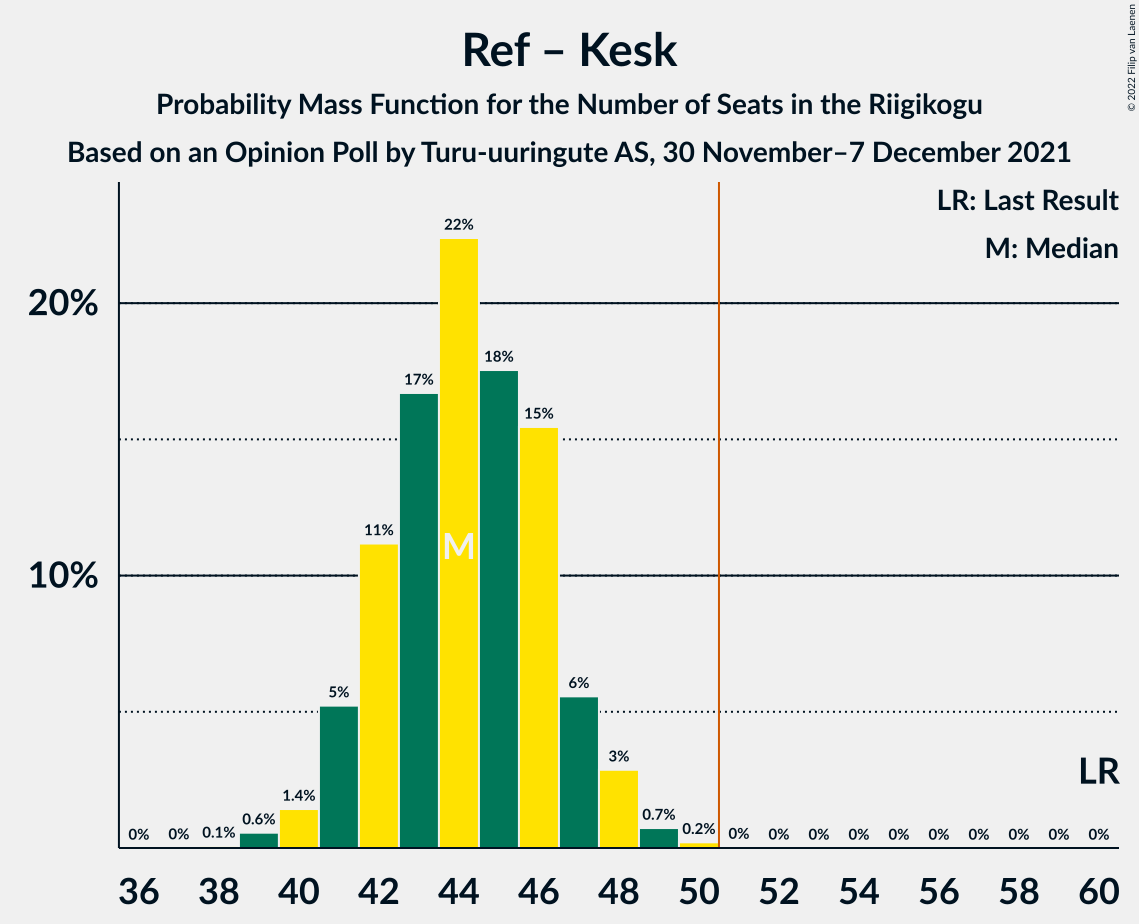 Ref – Kesk
Probability Mass Function for the Number of Seats in the Riigikogu
Based on an Opinion Poll by Turu-uuringute AS, 30 November–7 December 2021
© 2022 Filip van Laenen
LR: Last Result
M: Median
20%
10%
0% 0% 0.1% 0.6% 1.4% 5% 11% 17% 22% 18% 15% 6% 3% 0.7% 0.2% 0% 0% 0% 0% 0% 0% 0% 0% 0% 0%
M
LR
36 38 40 42 44 46 48 50 52 54 56 58 60